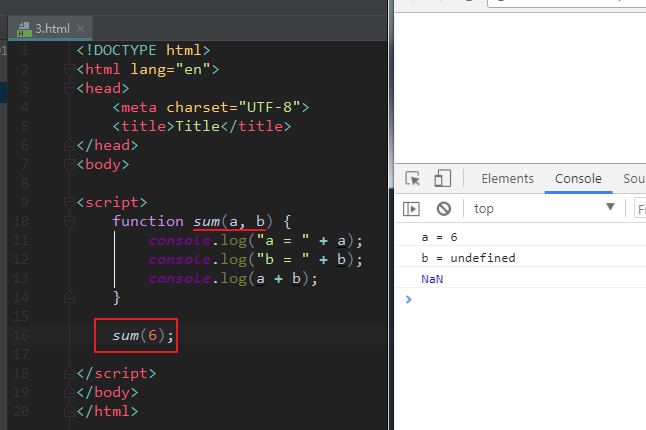 3.html
1 <!DOCTYPE html>
2 <html lang="en">
3 <head>
4 <meta charset="UTF-8">
5 <title>Title</title>
6 </head>
7 <body>
8
9 <script>
10 function sum(a, b) {
11 console.log("a = " + a);
12 console.log("b = " + b);
13 console.log(a + b);
14 }
15
16 sum(6);
17
18 </script>
19 </body>
20 </html>
Elements Console Sou
top Fi
a = 6
b = undefined
NaN